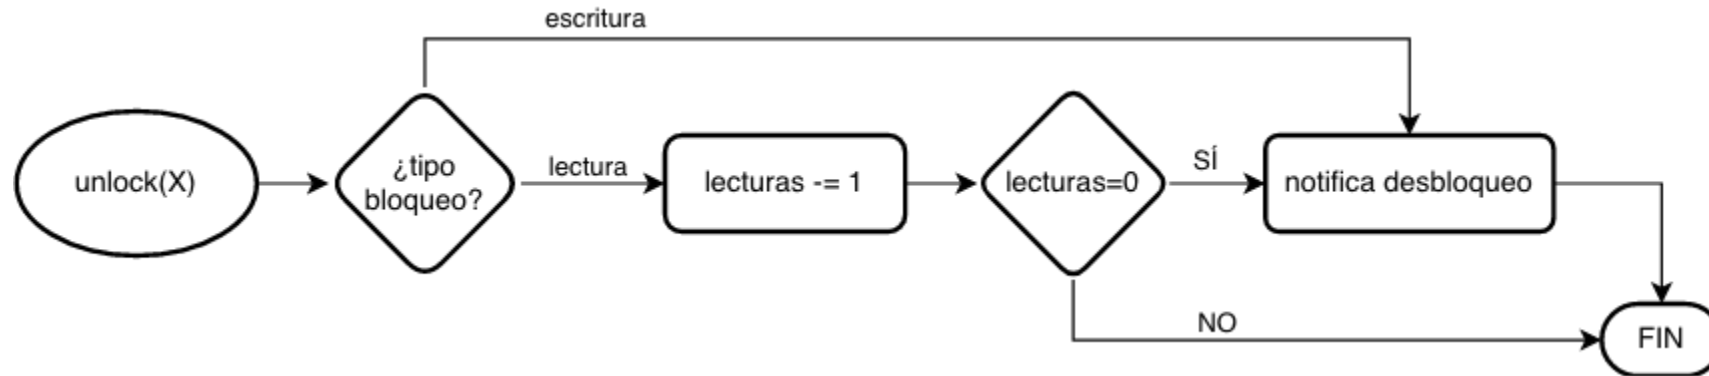 escritura
unlock(X)
¿tipo
bloqueo?
lectura
lecturas -= 1
lecturas=0
SÍ
notifica desbloqueo
NO
FIN